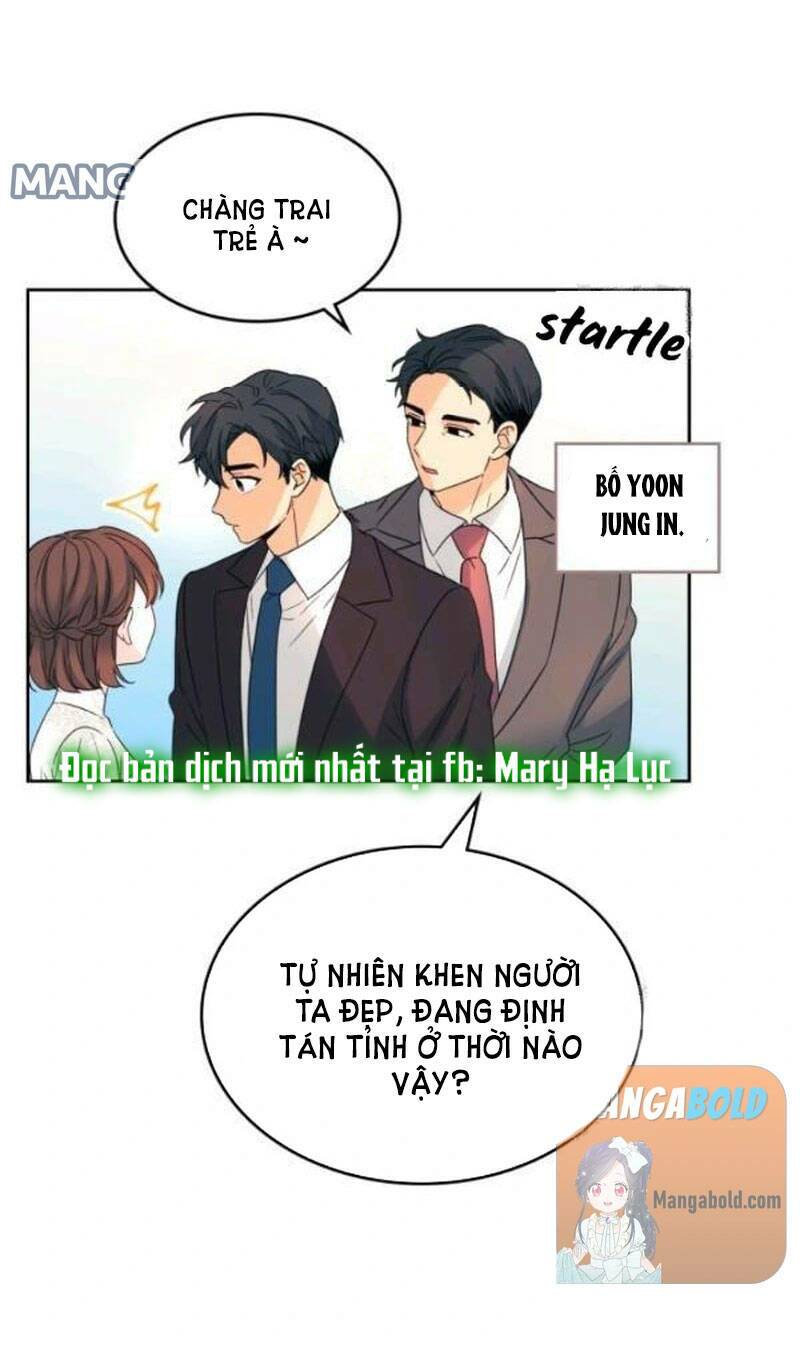 MANG
CHÀNG TRAI
TRẺ À ~
startle
BỐ YOON
JUNG IN.
Đọc bản dịch mới nhất tại fb: Mary Hạ Lục
TỰ NHIÊN KHEN NGƯỜI
TA ĐẸP, ĐANG ĐỊNH
TÁN TỈNH Ở THỜI NÀO
VẬY?
MANGABOLD
Mangabold.com